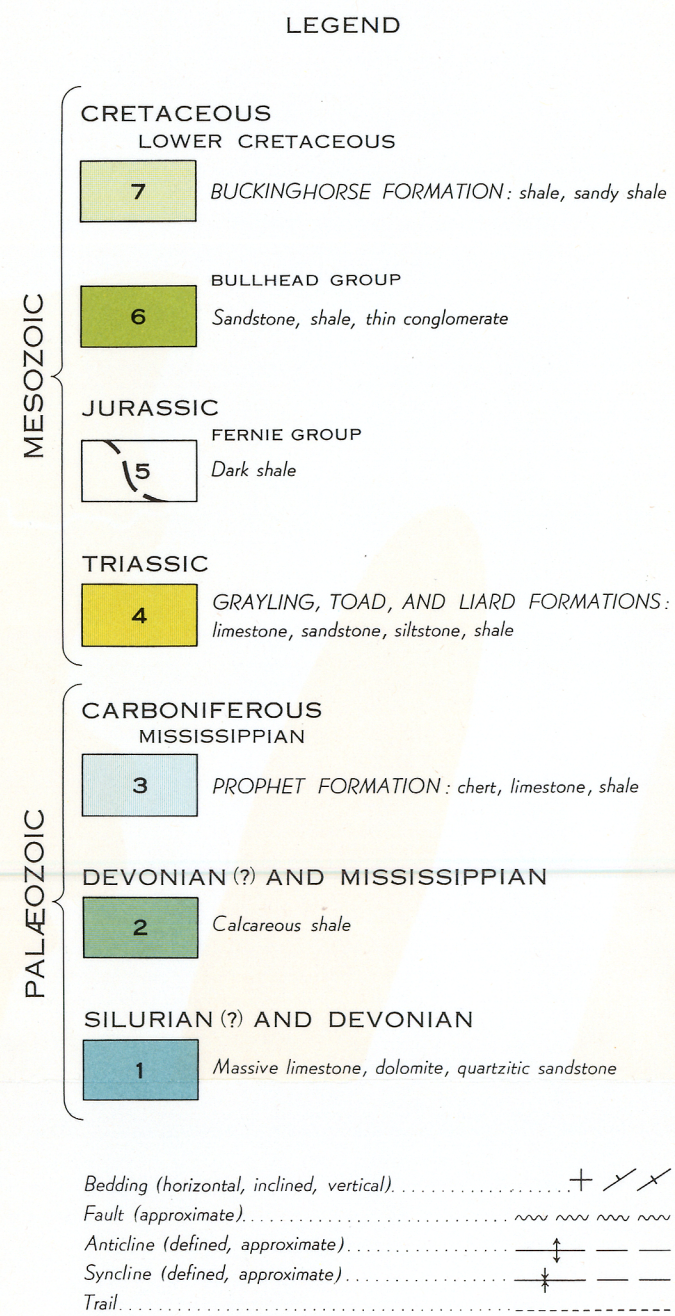 LEGEND
CRETACEOUS
LOWER CRETACEOUS
7
BUCKINGHORSE FORMATION: shale, sandy shale
BULLHEAD GROUP
6
Sandstone, shale, thin conglomerate
MESOZOIC
JURASSIC
FERNIE GROUP
5
Dark shale
TRIASSIC
4
GRAYLING, TOAD, AND LIARD FORMATIONS:
limestone, sandstone, siltstone, shale
CARBONIFEROUS
MISSISSIPPIAN
3
PROPHET FORMATION: chert, limestone, shale
PALÆOZOIC
DEVONIAN (?) AND MISSISSIPPIAN
2
Calcareous shale
SILURIAN (?) AND DEVONIAN
1
Massive limestone, dolomite, quartzitic sandstone
Bedding (horizontal, inclined, vertical)
Fault (approximate)
Anticline (defined, approximate)
Syncline (defined, approximate)
Trail